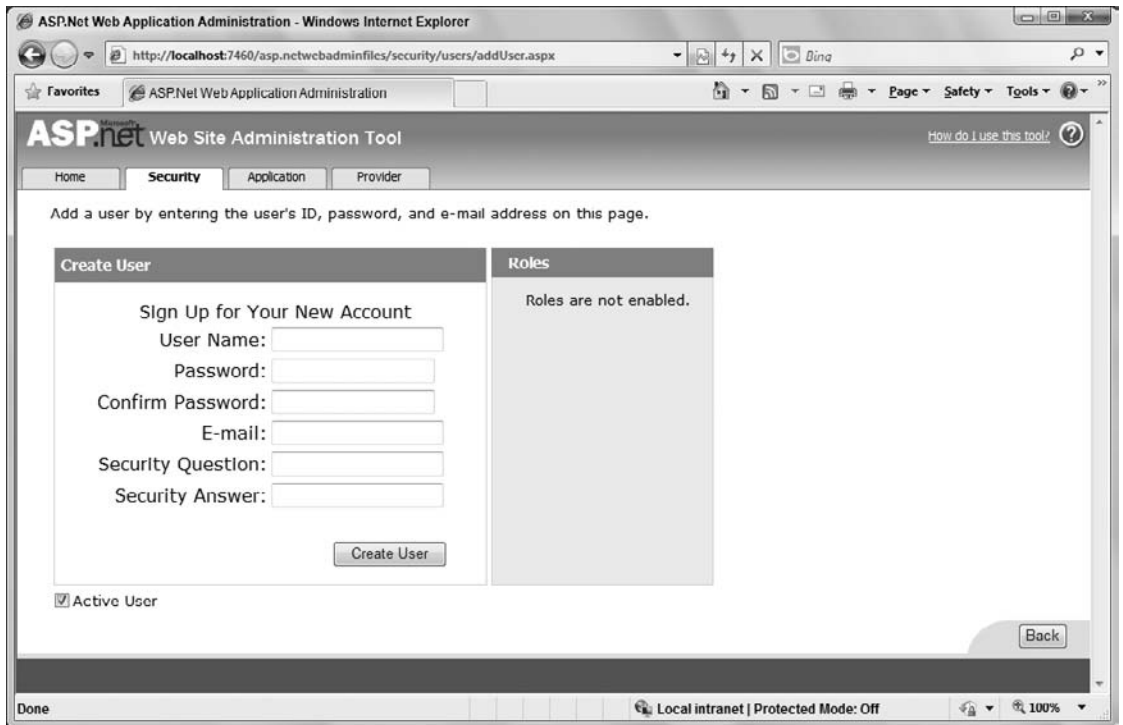 ASP.Net Web Application Administration - Windows Internet Explorer
http://localhost:7460/asp.netwebadminfiles/security/users/addUser.aspx
Bing
Favorites
ASP.Net Web Application Administration
Page
Safety
Tools
Microsoft
ASP.net Web Site Administration Tool
How do I use this tool?
Home
Security
Application
Provider
Add a user by entering the user's ID, password, and e-mail address on this page.
Create User
Roles
Sign Up for Your New Account
Roles are not enabled.
User Name:
Password:
Confirm Password:
E-mail:
Security Question:
Security Answer:
Create User
Active User
Back
Done
Local intranet | Protected Mode: Off
100%